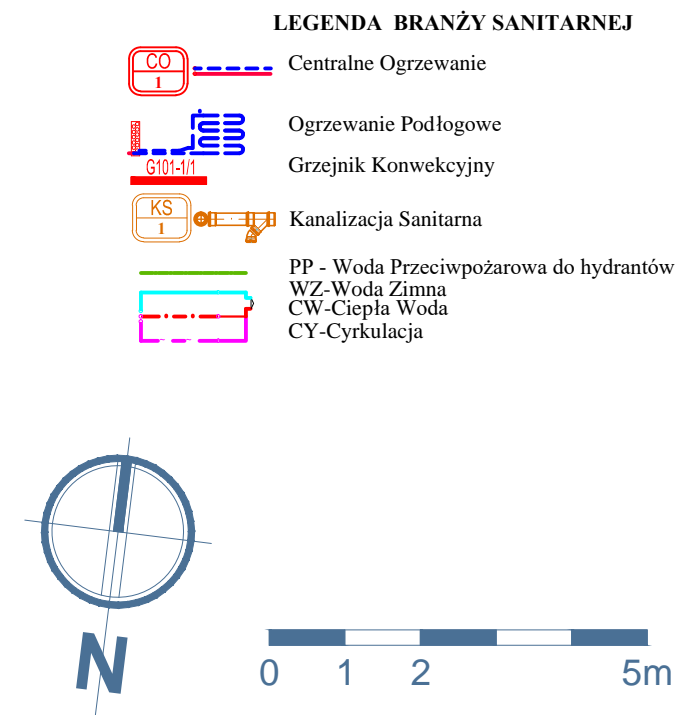 LEGENDA BRANŻY SANITARNEJ
CO
1
Centralne Ogrzewanie
Ogrzewanie Podłogowe
G101-1/1
Grzejnik Konwekcyjny
KS
1
Kanalizacja Sanitarna
PP - Woda Przeciwpożarowa do hydrantów
WZ-Woda Zimna
CW-Ciepła Woda
CY-Cyrkulacja
N
0 1 2 5m